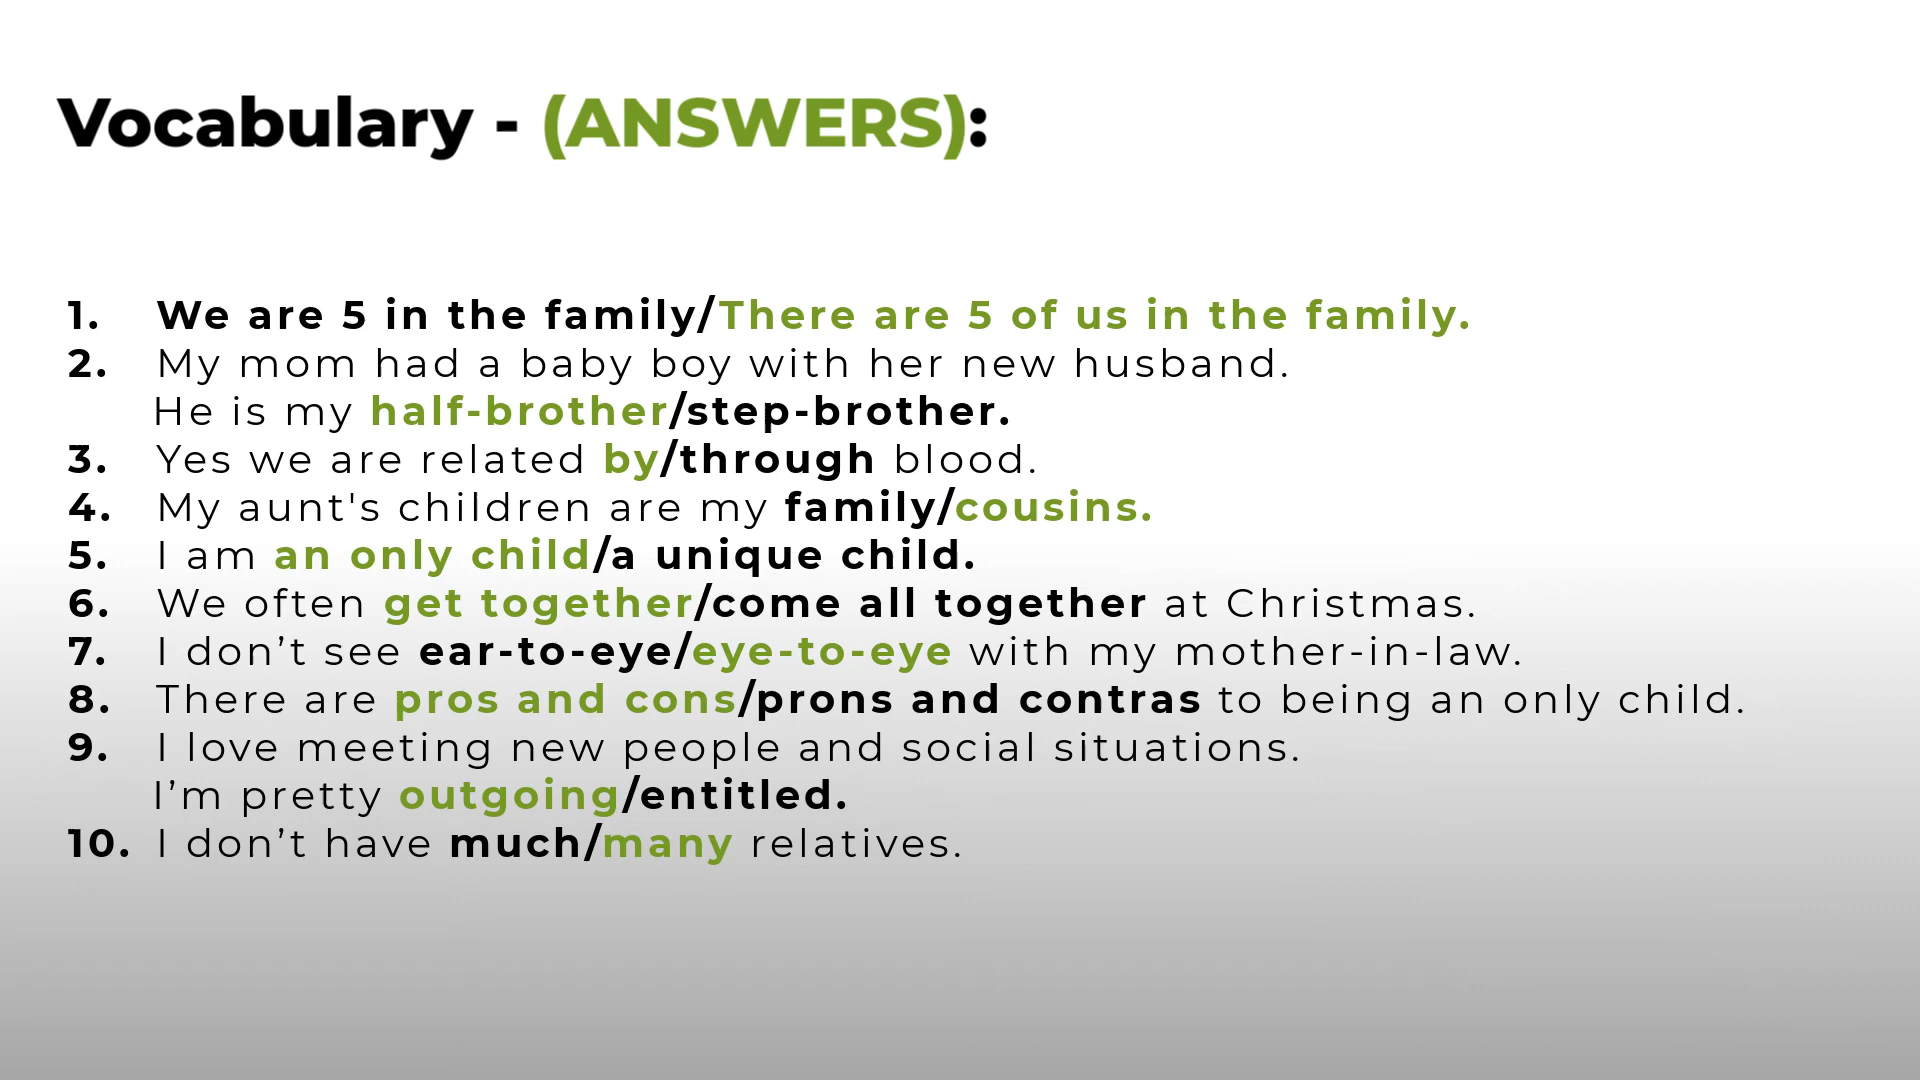 Vocabulary - (ANSWERS):
1. We are 5 in the family/There are 5 of us in the family.
2. My mom had a baby boy with her new husband.
He is my half-brother/step-brother.
3. Yes we are related by/through blood.
4. My aunt's children are my family/cousins.
5. I am an only child/a unique child.
6. We often get together/come all together at Christmas.
7. I don’t see ear-to-eye/eye-to-eye with my mother-in-law.
8. There are pros and cons/prons and contras to being an only child.
9. I love meeting new people and social situations.
I’m pretty outgoing/entitled.
10. I don’t have much/many relatives.